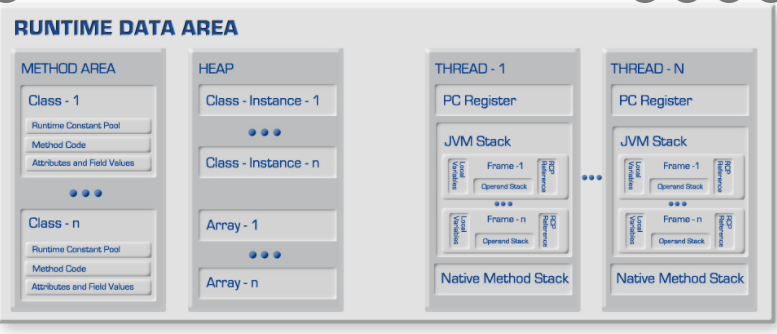 RUNTIME DATA AREA
METHOD AREA
Class - 1
Runtime Constant Pool
Method Code
Attributes and Field Values
Class - n
Runtime Constant Pool
Method Code
Attributes and Field Values
HEAP
Class - Instance - 1
Class - Instance - n
Array - 1
Array - n
THREAD - 1
PC Register
JVM Stack
Local Variables
Frame -1
Operand Stack
RCP Reference
Local Variables
Frame - n
Operand Stack
RCP Reference
Native Method Stack
THREAD - N
PC Register
JVM Stack
Local Variables
Frame -1
Operand Stack
RCP Reference
Local Variables
Frame - n
Operand Stack
RCP Reference
Native Method Stack